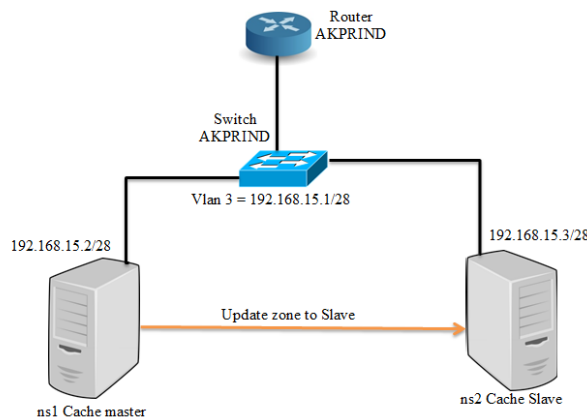 Router
AKPRIND
Switch
AKPRIND
Vlan 3 = 192.168.15.1/28
192.168.15.2/28
192.168.15.3/28
Update zone to Slave
ns1 Cache master
ns2 Cache Slave